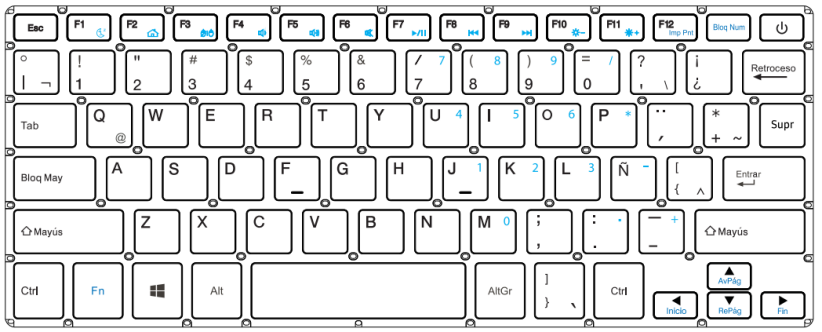 Esc F1 F2 F3 F4 F5 F6 F7 F8 F9 F10 F11 F12 Imp Pnt Bloq Num
° ! " # $ % & / 7 ( 8 ) 9 = / ? ¡ Retroceso
| ¬ 1 2 3 4 5 6 7 8 9 0 ' \ ¿
Tab Q @ W E R T Y U 4 I 5 O 6 P * ¨ ´ * + ~ Supr
Bloq May A S D F G H J 1 K 2 L 3 Ñ - [ { ^ Entrar
Mayús Z X C V B N M 0 ; , : . . — + – Mayús
Ctrl Fn Alt AltGr ] } ` Ctrl
AvPág
Inicio RePág Fin